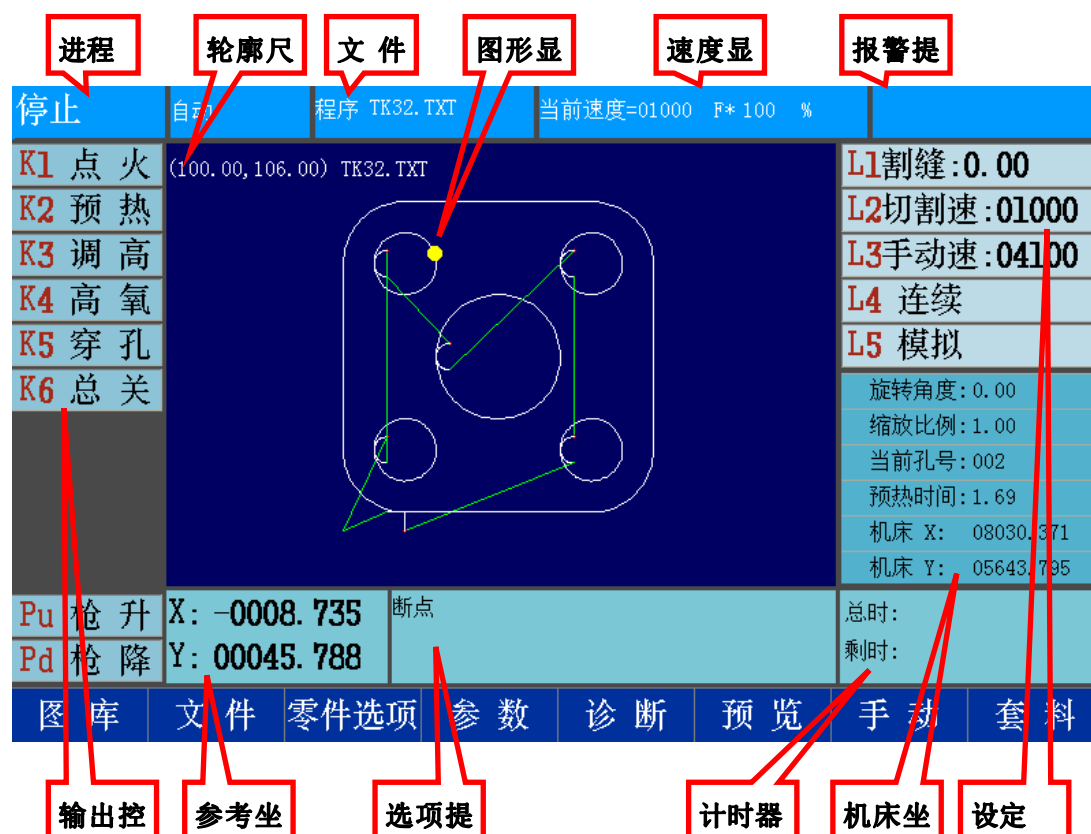 进程
轮廓尺
文 件
图形显
速度显
报警提
停止
自动
程序 TK32.TXT
当前速度=01000 F*100 %
K1 点 火
K2 预 热
K3 调 高
K4 高 氧
K5 穿 孔
K6 总 关
(100.00,106.00) TK32.TXT
L1割缝:0.00
L2切割速:01000
L3手动速:04100
L4 连续
L5 模拟
旋转角度:0.00
缩放比例:1.00
当前孔号:002
预热时间:1.69
机床 X: 08030.371
机床 Y: 05643.795
Pu 枪 升
Pd 枪 降
X: -0008.735
Y: 00045.788
断点
总时:
剩时:
图 库
文 件
零件选项
参 数
诊 断
预 览
手 动
套 料
输出控
参考坐
选项提
计时器
机床坐
设定